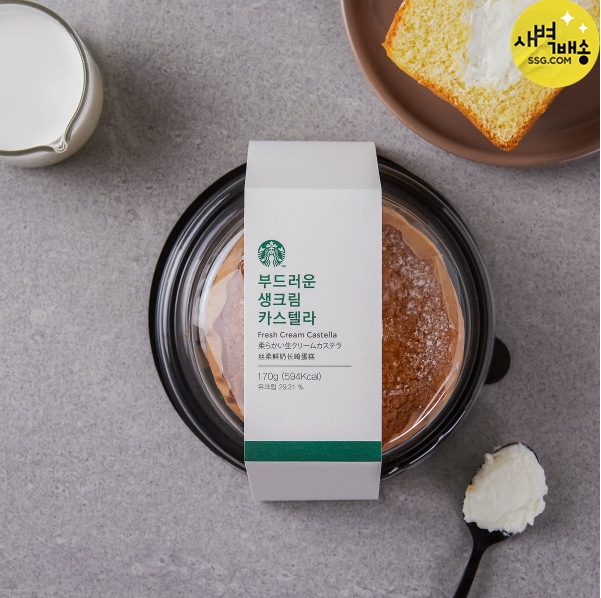 새벽배송
SSG.COM
부드러운
생크림
카스텔라
Fresh Cream Castella
柔らかい生クリームカステラ
丝柔鲜奶长崎蛋糕
170g (594Kcal)
유크림 29.21 %